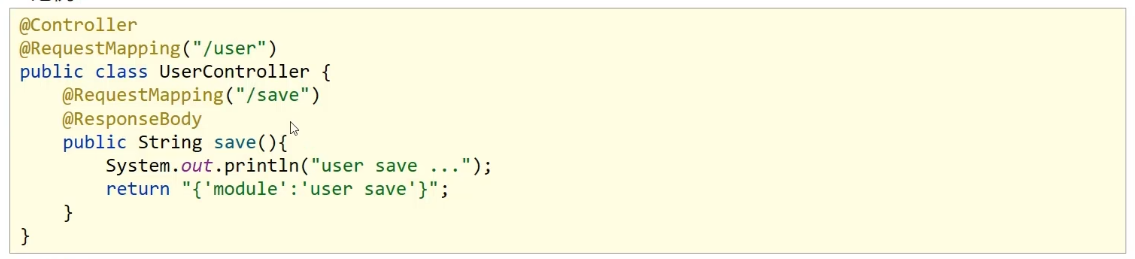 @Controller
@RequestMapping("/user")
public class UserController {
    @RequestMapping("/save")
    @ResponseBody
    public String save(){
        System.out.println("user save ...");
        return "{'module':'user save'}";
    }
}